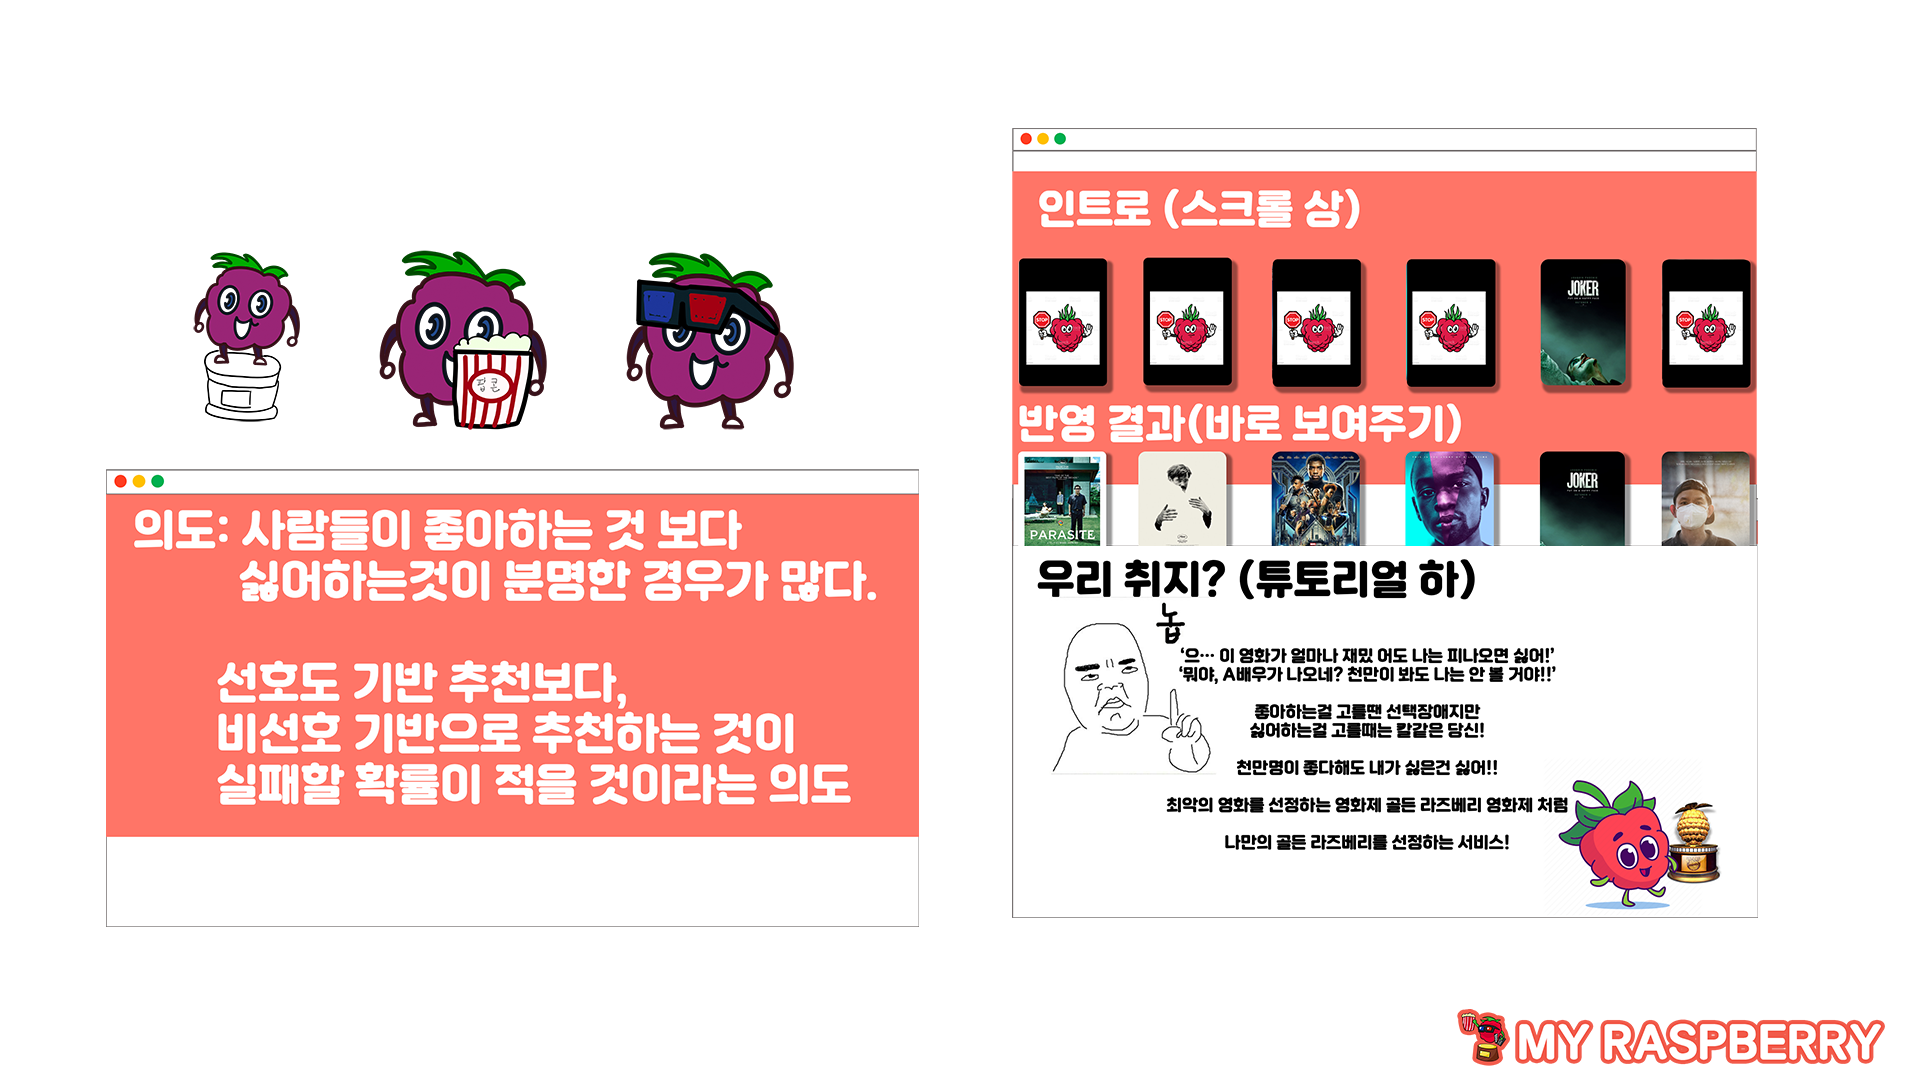 팝콘
의도: 사람들이 좋아하는 것 보다
싫어하는것이 분명한 경우가 많다.
선호도 기반 추천보다,
비선호 기반으로 추천하는 것이
실패할 확률이 적을 것이라는 의도
인트로 (스크롤 상)
STOP
STOP
STOP
STOP
JOKER
STOP
반영 결과(바로 보여주기)
PARASITE
JOKER
우리 취지? (튜토리얼 하)
놉
‘으… 이 영화가 얼마나 재밌 어도 나는 피나오면 싫어!’
‘뭐야, A배우가 나오네? 천만이 봐도 나는 안 볼 거야!!’
좋아하는걸 고를땐 선택장애지만
싫어하는걸 고를때는 칼같은 당신!
천만명이 좋다해도 내가 싫은건 싫어!!
최악의 영화를 선정하는 영화제 골든 라즈베리 영화제 처럼
나만의 골든 라즈베리를 선정하는 서비스!
MY RASPBERRY